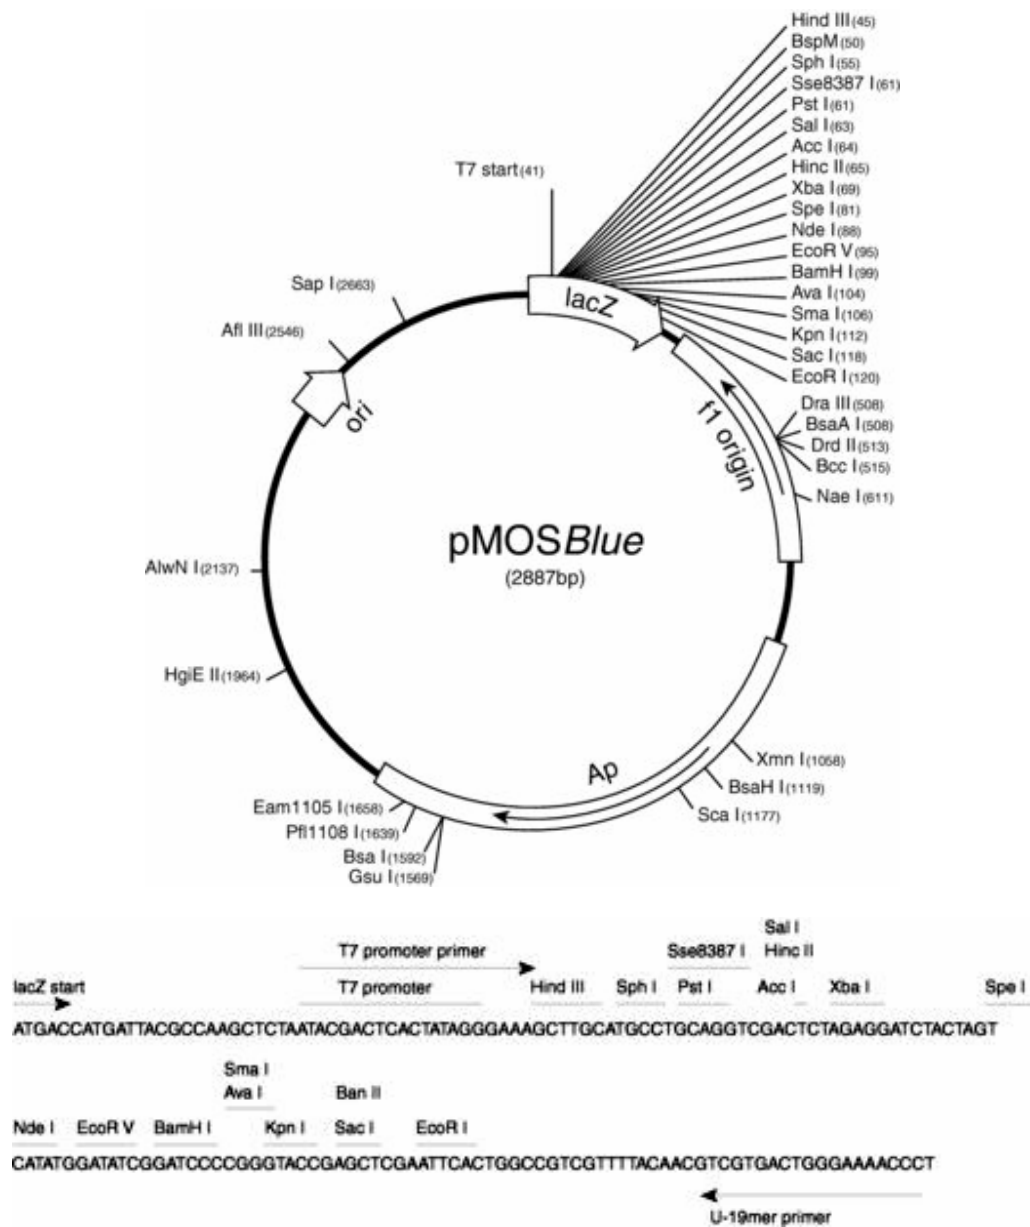 Hind III(45)
BspM(50)
Sph I(55)
Sse8387 I(61)
Pst I(61)
Sal I(63)
Acc I(64)
Hinc II(65)
Xba I(69)
Spe I(81)
Nde I(88)
EcoR V(95)
BamH I(99)
Ava I(104)
Sma I(106)
Kpn I(112)
Sac I(118)
EcoR I(120)
T7 start(41)
Sap I(2663)
Afl III(2546)
lacZ
ori
f1 origin
Dra III(508)
BsaA I(508)
Drd II(513)
Bcc I(515)
Nae I(611)
pMOSBlue
(2887bp)
AlwN I(2137)
HgiE II(1964)
Ap
Xmn I(1058)
BsaH I(1119)
Sca I(1177)
Eam1105 I(1658)
Pfl1108 I(1639)
Bsa I(1592)
Gsu I(1569)
Sal I
T7 promoter primer Sse8387 I Hinc II
lacZ start T7 promoter Hind III Sph I Pst I Acc I Xba I Spe I
ATGACCATGATTACGCCAAGCTCTAATACGACTCACTATAGGGAAAGCTTGCATGCCTGCAGGTCGACTCTAGAGGATCTACTAGT
Sma I
Ava I Ban II
Nde I EcoR V BamH I Kpn I Sac I EcoR I
CATATGGATATCGGATCCCCGGGTACCGAGCTCGAATTCACTGGCCGTCGTTTTACAACGTCGTGACTGGGAAAACCCT
U-19mer primer